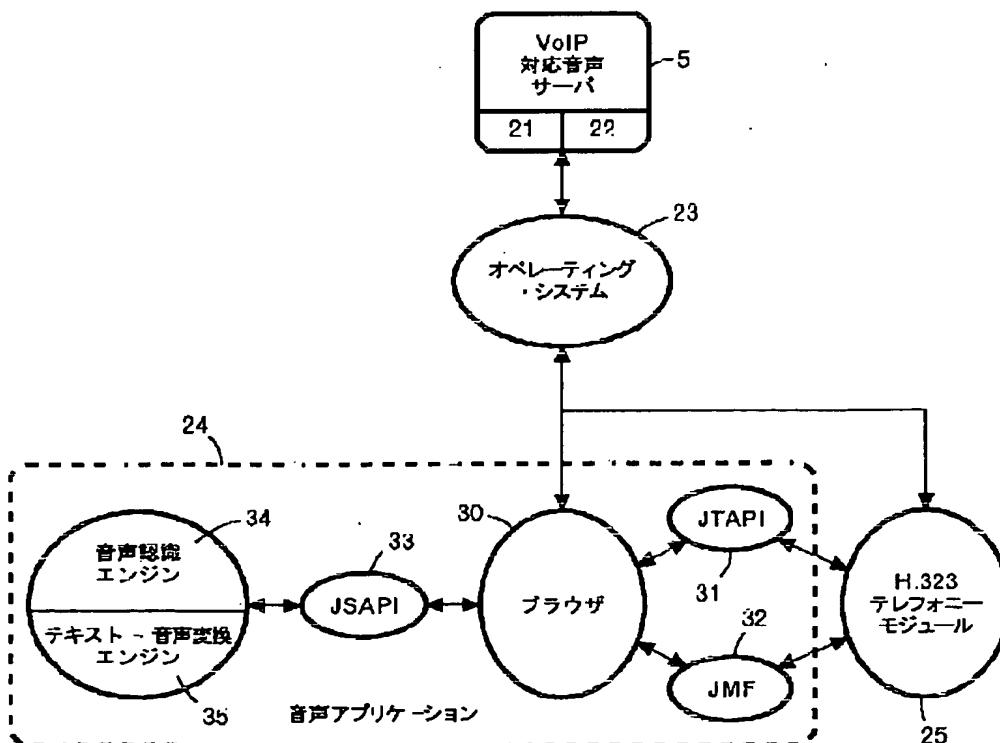 VoIP
対応音声
サーバ
5
21
22
23
オペレーティング
・システム
24
34
音声認識
エンジン
テキスト-音声変換
エンジン
35
33
JSAPI
30
ブラウザ
JTAPI
31
32
JMF
H.323
テレフォニー
モジュール
25
音声アプリケーション